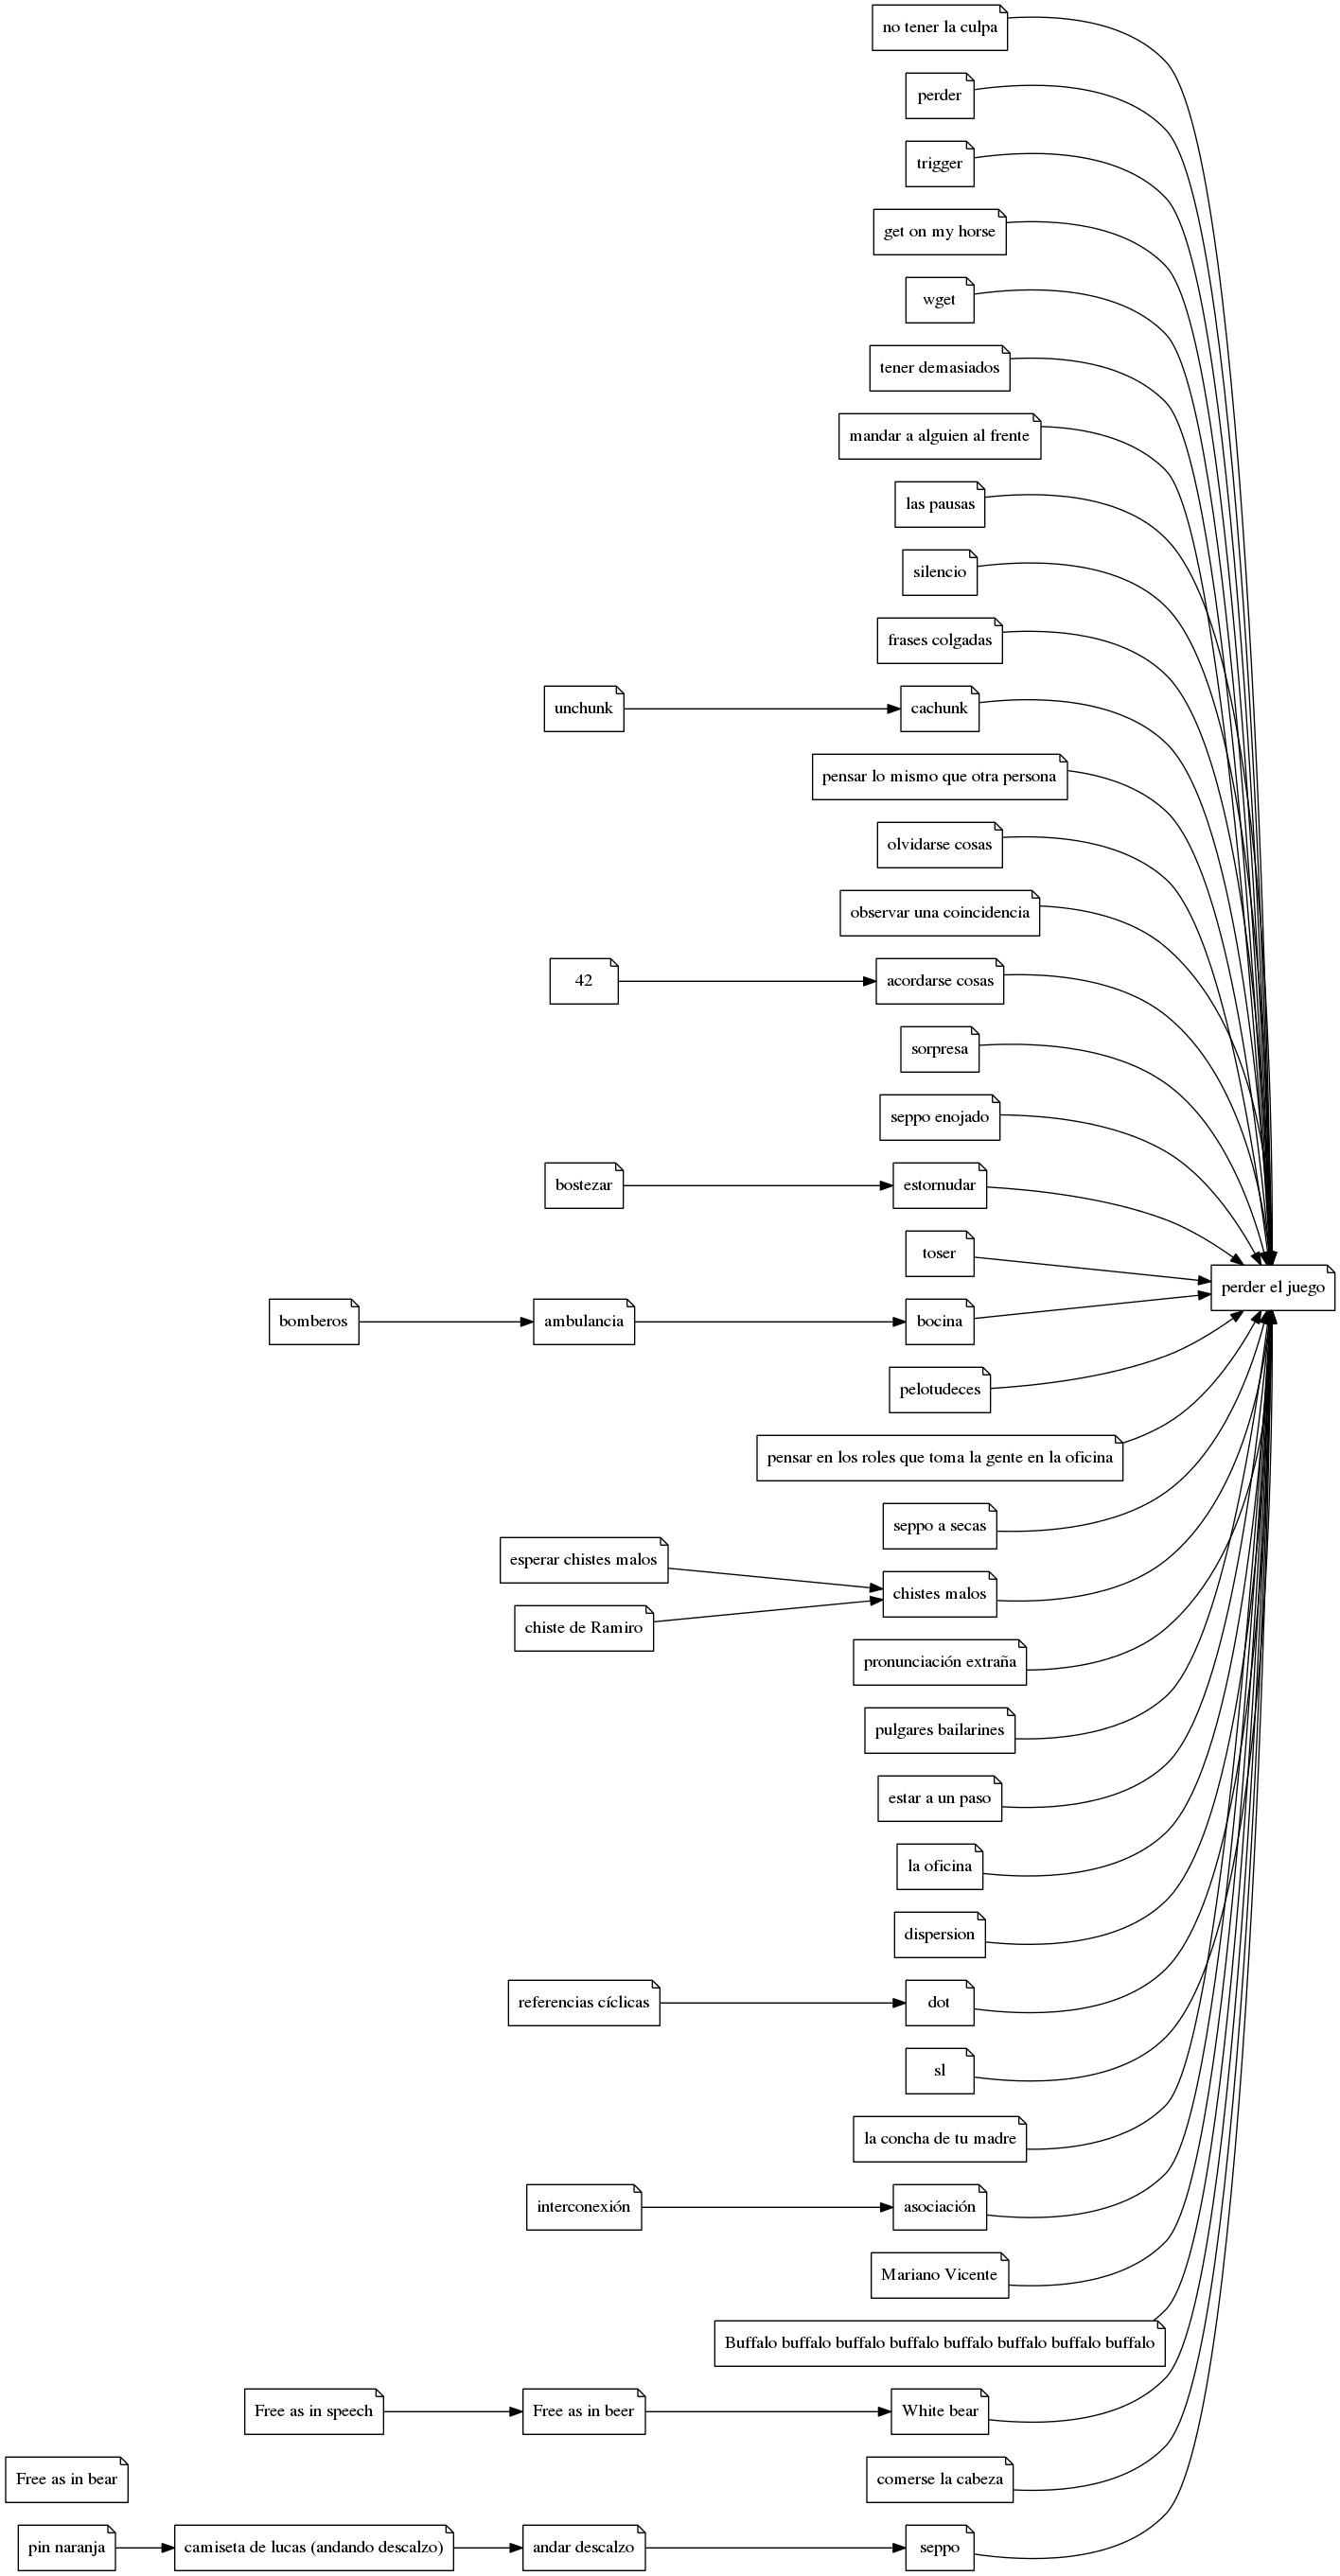 no tener la culpa
perder
trigger
get on my horse
wget
tener demasiados
mandar a alguien al frente
las pausas
silencio
frases colgadas
unchunk
cachunk
pensar lo mismo que otra persona
olvidarse cosas
observar una coincidencia
42
acordarse cosas
sorpresa
seppo enojado
bostezar
estornudar
toser
perder el juego
bomberos
ambulancia
bocina
pelotudeces
pensar en los roles que toma la gente en la oficina
seppo a secas
esperar chistes malos
chistes malos
chiste de Ramiro
pronunciación extraña
pulgares bailarines
estar a un paso
la oficina
dispersion
referencias cíclicas
dot
sl
la concha de tu madre
interconexión
asociación
Mariano Vicente
Buffalo buffalo buffalo buffalo buffalo buffalo buffalo buffalo
Free as in speech
Free as in beer
White bear
Free as in bear
comerse la cabeza
pin naranja
camiseta de lucas (andando descalzo)
andar descalzo
seppo